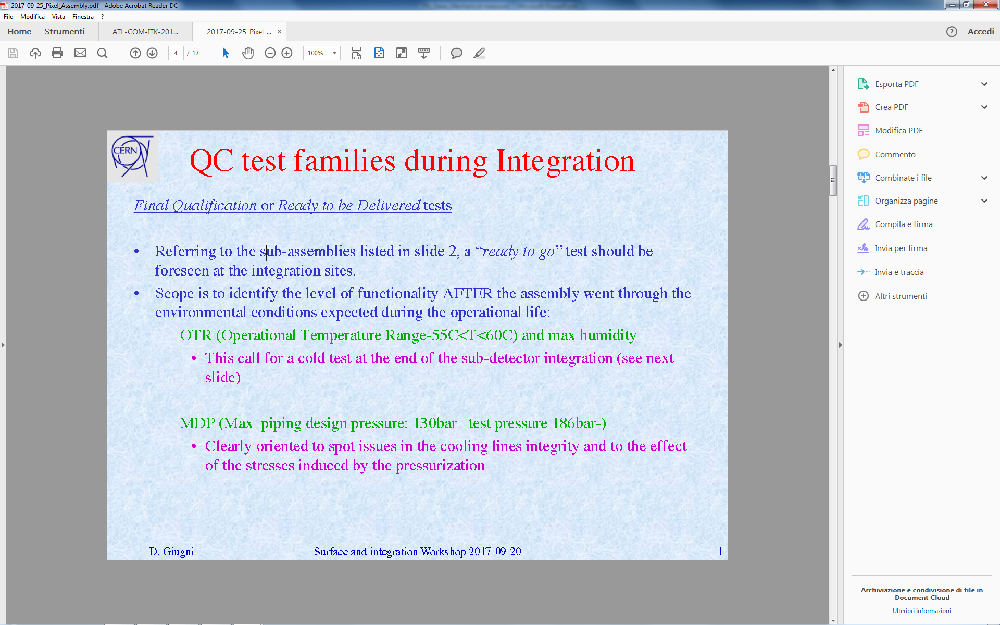 2017-09-25_Pixel_Assembly.pdf - Adobe Acrobat Reader DC
File Modifica Vista Finestra ?
Home Strumenti ATL-COM-ITK-201... 2017-09-25_Pixel_... × ? Accedi
4 / 17 100%
CERN
QC test families during Integration
Final Qualification or Ready to be Delivered tests
• Referring to the sub-assemblies listed in slide 2, a “ready to go” test should be
foreseen at the integration sites.
• Scope is to identify the level of functionality AFTER the assembly went through the
environmental conditions expected during the operational life:
– OTR (Operational Temperature Range-55C<T<60C) and max humidity
• This call for a cold test at the end of the sub-detector integration (see next
slide)
– MDP (Max piping design pressure: 130bar –test pressure 186bar-)
• Clearly oriented to spot issues in the cooling lines integrity and to the effect
of the stresses induced by the pressurization
D. Giugni Surface and integration Workshop 2017-09-20 4
Esporta PDF
Crea PDF
Modifica PDF
Commento
Combinate i file
Organizza pagine
Compila e firma
Invia per firma
Invia e traccia
Altri strumenti
Archiviazione e condivisione di file in
Document Cloud
Ulteriori informazioni